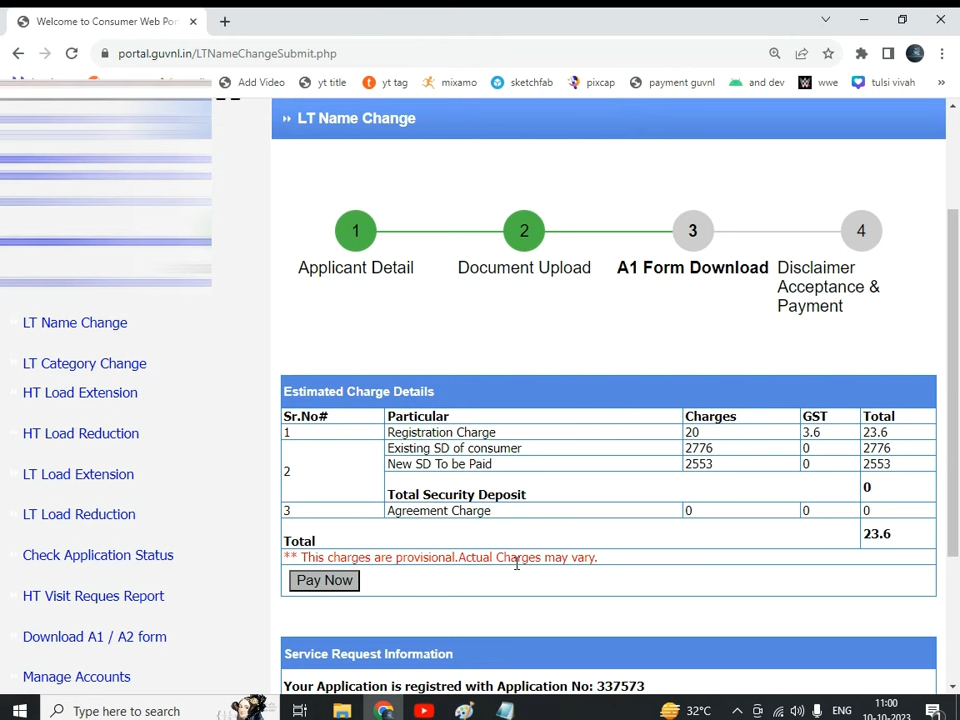 Welcome to Consumer Web Por
portal.guvnl.in/LTNameChangeSubmit.php
Add Video yt title yt tag mixamo sketchfab pixcap payment guvnl and dev wwe tulsi vivah »
LT Name Change
1 2 3 4
Applicant Detail Document Upload A1 Form Download Disclaimer
Acceptance &
Payment
LT Name Change
LT Category Change
HT Load Extension
HT Load Reduction
LT Load Extension
LT Load Reduction
Check Application Status
HT Visit Reques Report
Download A1 / A2 form
Manage Accounts
Estimated Charge Details
Sr.No# Particular Charges GST Total
1 Registration Charge 20 3.6 23.6
Existing SD of consumer 2776 0 2776
2 New SD To be Paid 2553 0 2553
Total Security Deposit 0
3 Agreement Charge 0 0 0
Total 23.6
** This charges are provisional.Actual Charges may vary.
Pay Now
Service Request Information
Your Application is registred with Application No: 337573
Type here to search
32°C ENG 11:00
10-10-2023